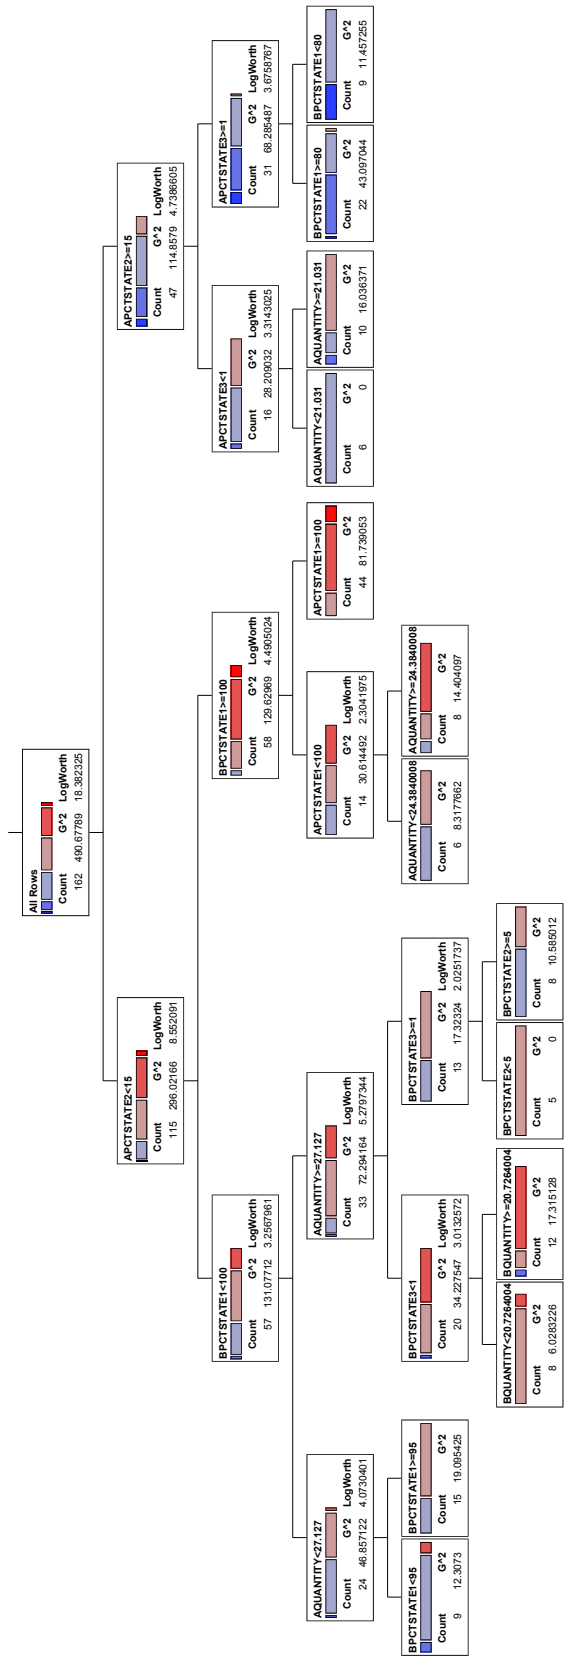 All Rows
Count G^2 LogWorth
162 490.67789 18.382325
APCTSTATE2<15
Count G^2 LogWorth
115 296.02166 8.552091
APCTSTATE2>=15
Count G^2 LogWorth
47 114.8579 4.7386605
BPCTSTATE1<100
Count G^2 LogWorth
57 131.07712 3.2567961
BPCTSTATE1>=100
Count G^2 LogWorth
58 129.62969 4.4905024
APCTSTATE3<1
Count G^2 LogWorth
16 28.209032 3.3143025
APCTSTATE3>=1
Count G^2 LogWorth
31 68.285487 3.6758767
AQUANTITY<27.127
Count G^2 LogWorth
24 46.857122 4.0730401
AQUANTITY>=27.127
Count G^2 LogWorth
33 72.294164 5.2797344
APCTSTATE1<100
Count G^2 LogWorth
14 30.614492 2.3041975
APCTSTATE1>=100
Count G^2
44 81.739053
AQUANTITY<21.031
Count G^2
6 0
AQUANTITY>=21.031
Count G^2
10 16.036371
BPCTSTATE1>=80
Count G^2
22 43.097044
BPCTSTATE1<80
Count G^2
9 11.457255
BPCTSTATE1<95
Count G^2
9 12.3073
BPCTSTATE1>=95
Count G^2
15 19.095425
BPCTSTATE3<1
Count G^2 LogWorth
20 34.227547 3.0132572
BPCTSTATE3>=1
Count G^2 LogWorth
13 17.32324 2.0251737
AQUANTITY<24.3840008
Count G^2
6 8.3177662
AQUANTITY>=24.3840008
Count G^2
8 14.404097
BQUANTITY<20.7264004
Count G^2
8 6.0283226
BQUANTITY>=20.7264004
Count G^2
12 17.315128
BPCTSTATE2<5
Count G^2
5 0
BPCTSTATE2>=5
Count G^2
8 10.585012